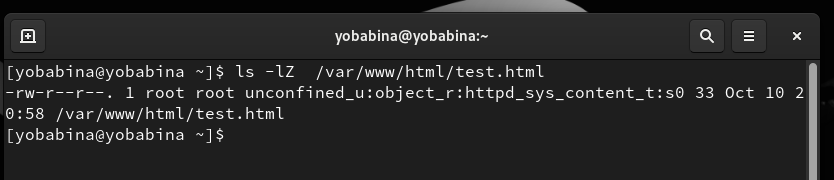 yobabina@yobabina:~
[yobabina@yobabina ~]$ ls -lZ  /var/www/html/test.html
-rw-r--r--. 1 root root unconfined_u:object_r:httpd_sys_content_t:s0 33 Oct 10 2
0:58 /var/www/html/test.html
[yobabina@yobabina ~]$